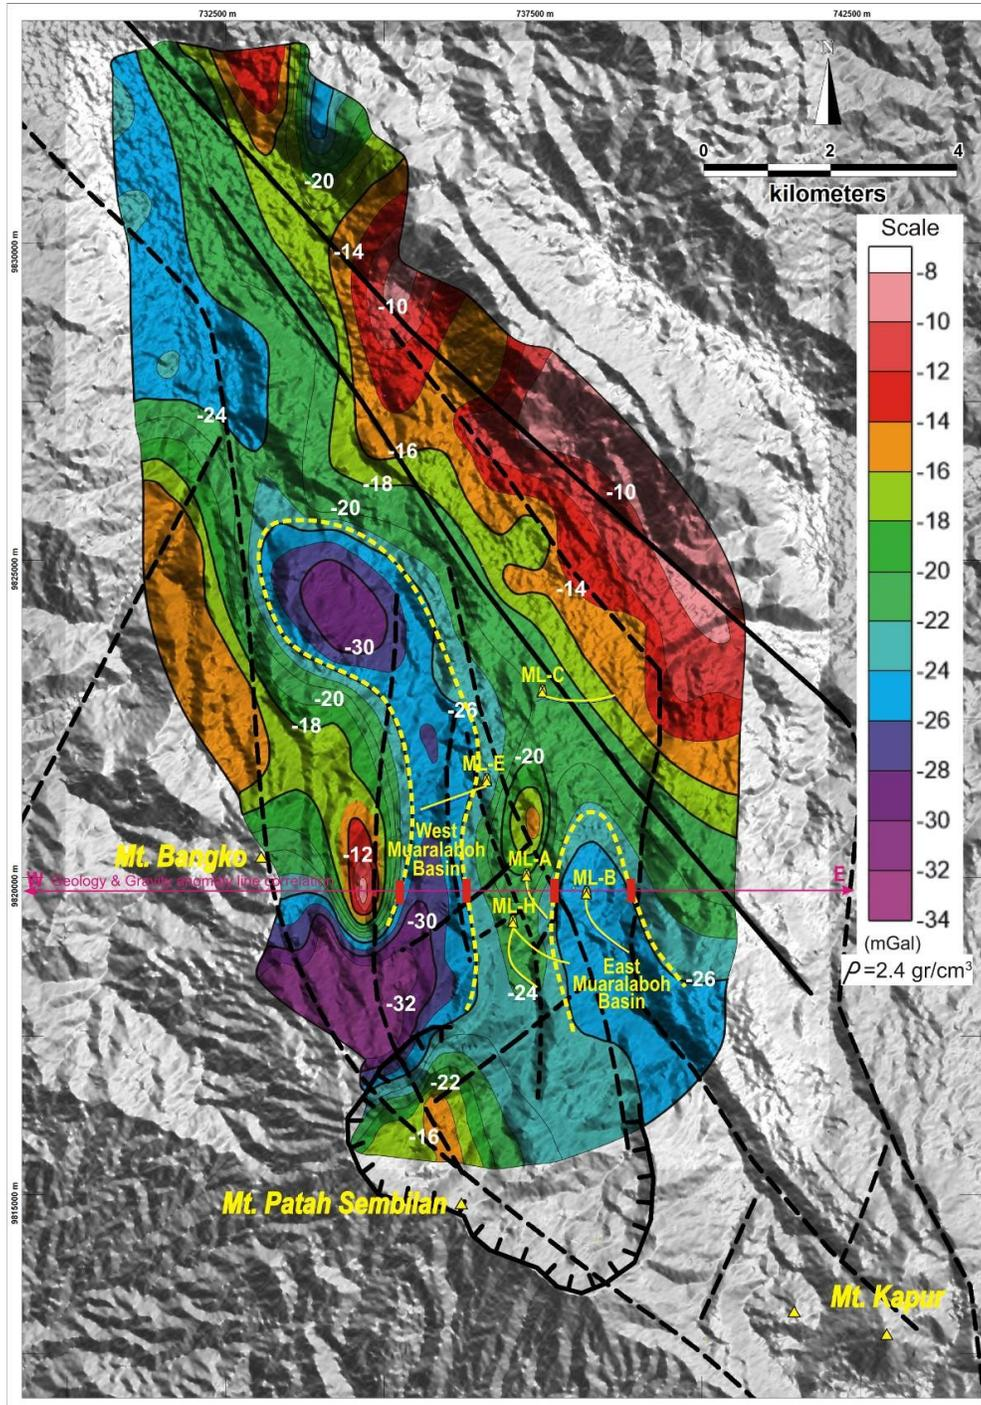 732500 m
737500 m
742500 m
N
0 2 4
kilometers
9830000 m
9825000 m
9820000 m
9815000 m
Scale
-8
-10
-12
-14
-16
-18
-20
-22
-24
-26
-28
-30
-32
-34
(mGal)
ρ=2.4 gr/cm³
-20
-14
-10
-24
-16
-18
-20
-10
-14
-30
-20
-18
-26
ML-C
-20
ML-E
West
Muaralaboh
Basin
-12
Mt. Bangko
W Geology & Gravity anomaly line correlation
E
ML-A
ML-B
ML-H
-30
East
Muaralaboh
Basin
-26
-24
-32
-22
-16
Mt. Patah Sembilan
Mt. Kapur